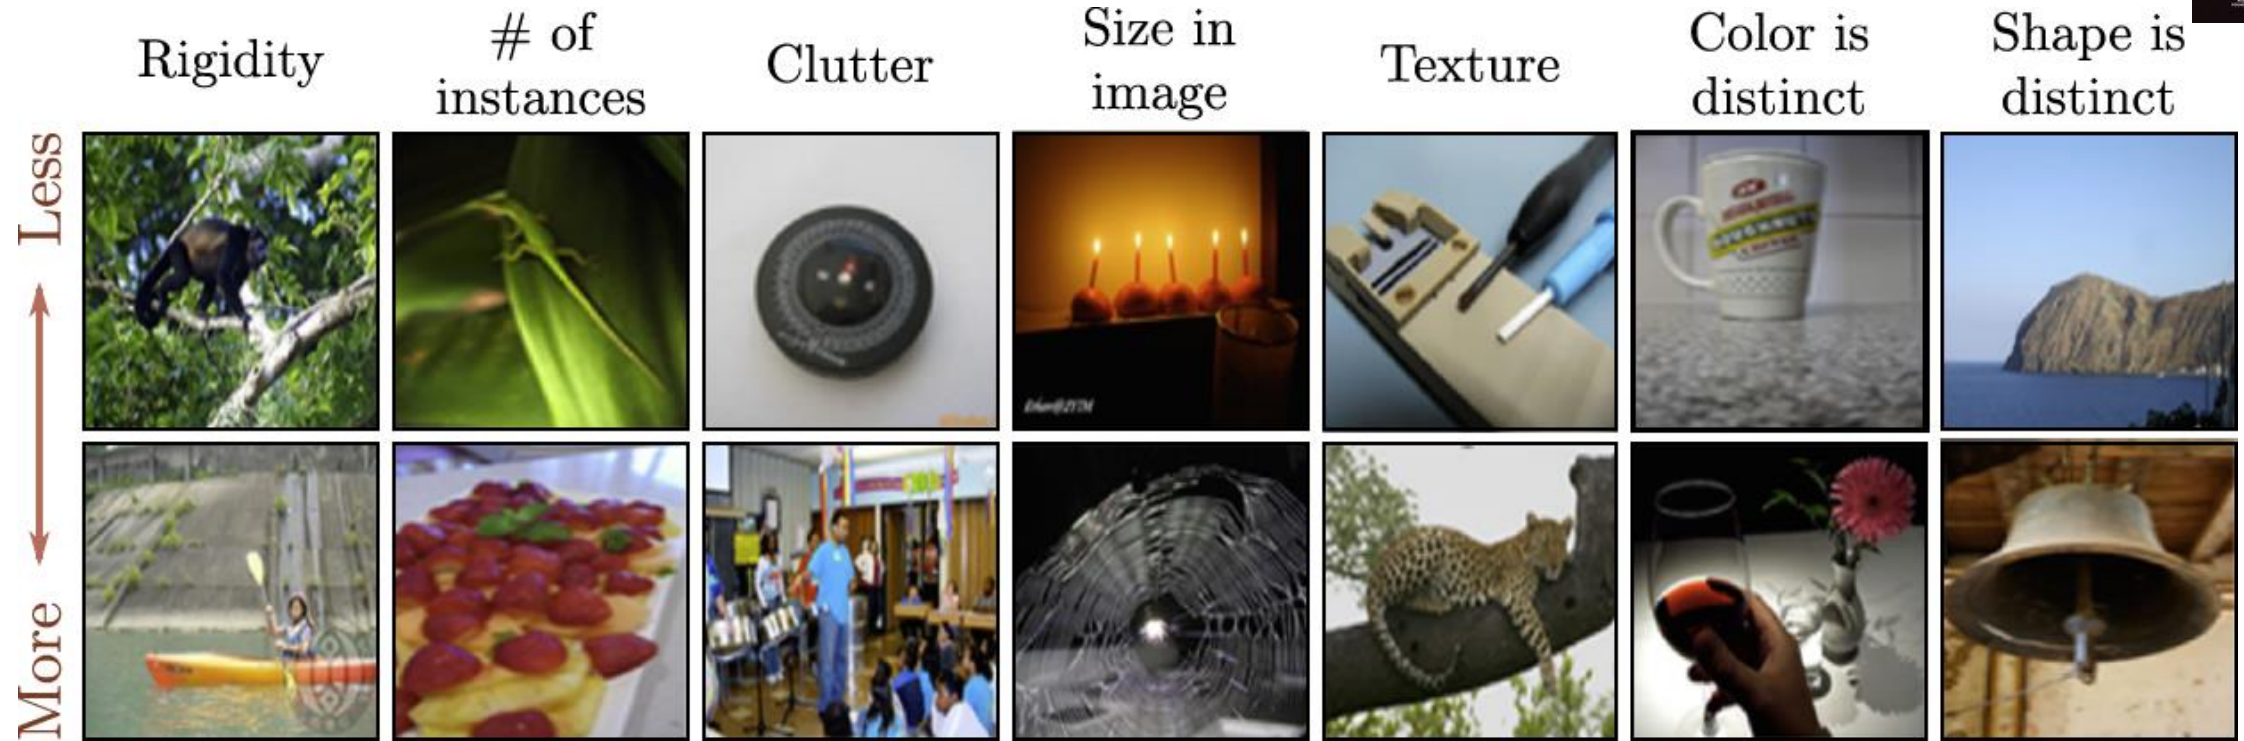 Rigidity
# of
instances
Clutter
Size in
image
Texture
Color is
distinct
Shape is
distinct
Less
More